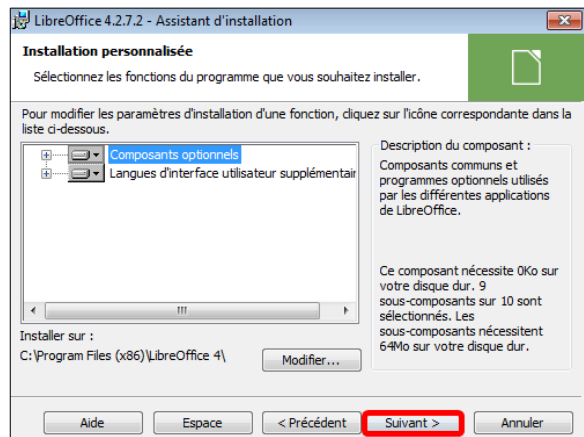 LibreOffice 4.2.7.2 - Assistant d'installation
Installation personnalisée
Sélectionnez les fonctions du programme que vous souhaitez installer.
Pour modifier les paramètres d'installation d'une fonction, cliquez sur l'icône correspondante dans la
liste ci-dessous.
Composants optionnels
Langues d'interface utilisateur supplémentair
Description du composant :
Composants communs et
programmes optionnels utilisés
par les différentes applications
de LibreOffice.
Ce composant nécessite 0Ko sur
votre disque dur. 9
sous-composants sur 10 sont
sélectionnés. Les
sous-composants nécessitent
64Mo sur votre disque dur.
Installer sur :
C:\Program Files (x86)\LibreOffice 4\
Modifier...
Aide
Espace
< Précédent
Suivant >
Annuler